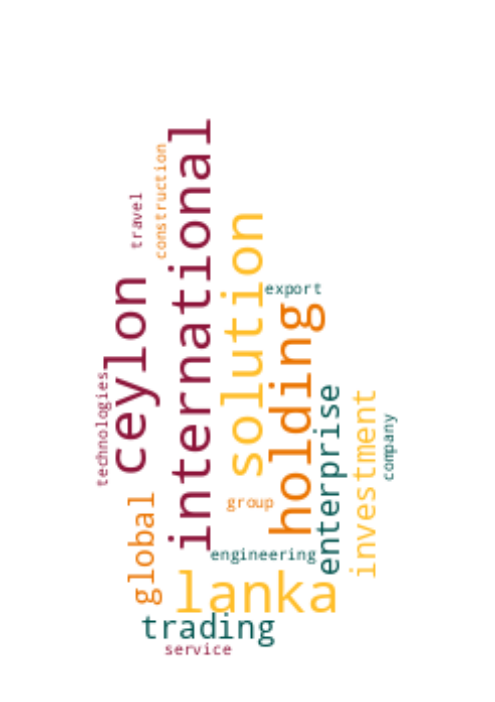 international
construction
travel
solution
ceylon
export
holding
technologies
enterprise
investment
company
global
group
engineering
lanka
trading
service